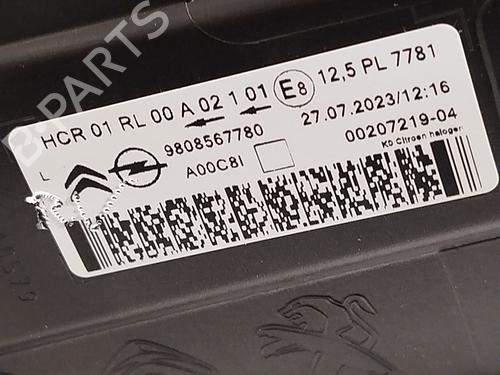 B-PARTS
HCR 01 RL 00 A 02 1 01 E8 12,5 PL 7781
27.07.2023/12:16
L 9808567780 00207219-04
A00C8I K0 Citroen halogen